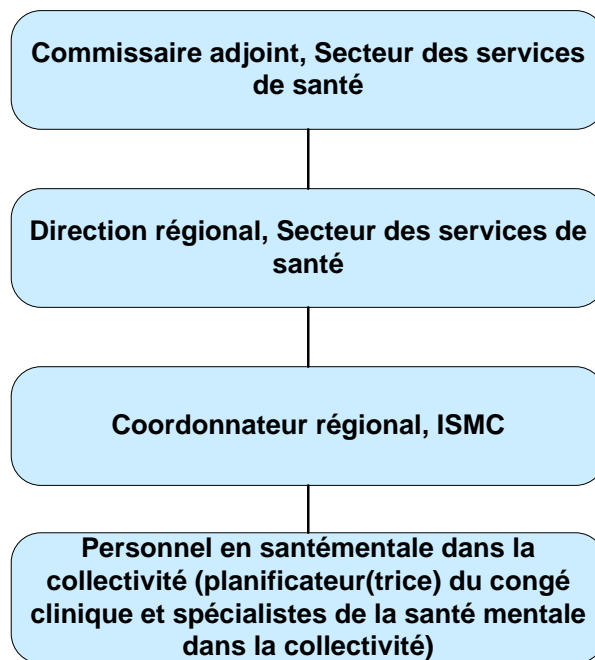 Commissaire adjoint, Secteur des services
de santé
Direction régional, Secteur des services de
santé
Coordonnateur régional, ISMC
Personnel en santémentale dans la
collectivité (planificateur(trice) du congé
clinique et spécialistes de la santé mentale
dans la collectivité)